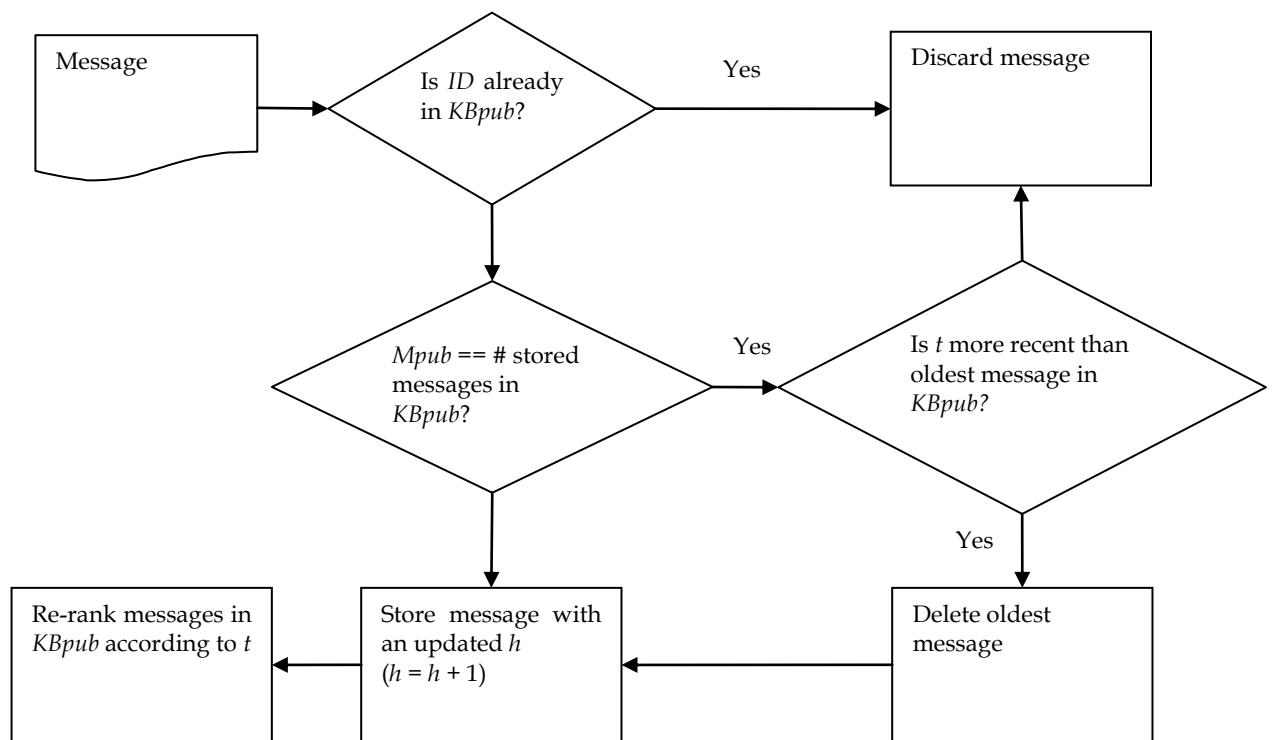 Message
Is ID already
in KBpub?
Yes
Discard message
Mpub == # stored
messages in
KBpub?
Yes
Is t more recent than
oldest message in
KBpub?
Yes
Re-rank messages in
KBpub according to t
Store message with
an updated h
(h = h + 1)
Delete oldest
message